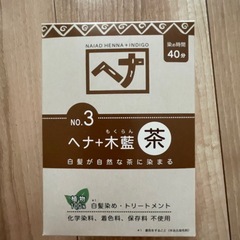 NAIAD HENNA + INDIGO
ヘナ
染め時間
40分
NO.3
もくらん
ヘナ+木藍 茶
白髪が自然な茶に染まる
植物
白髪染め・トリートメント
化学染料、着色料、保存料 不使用